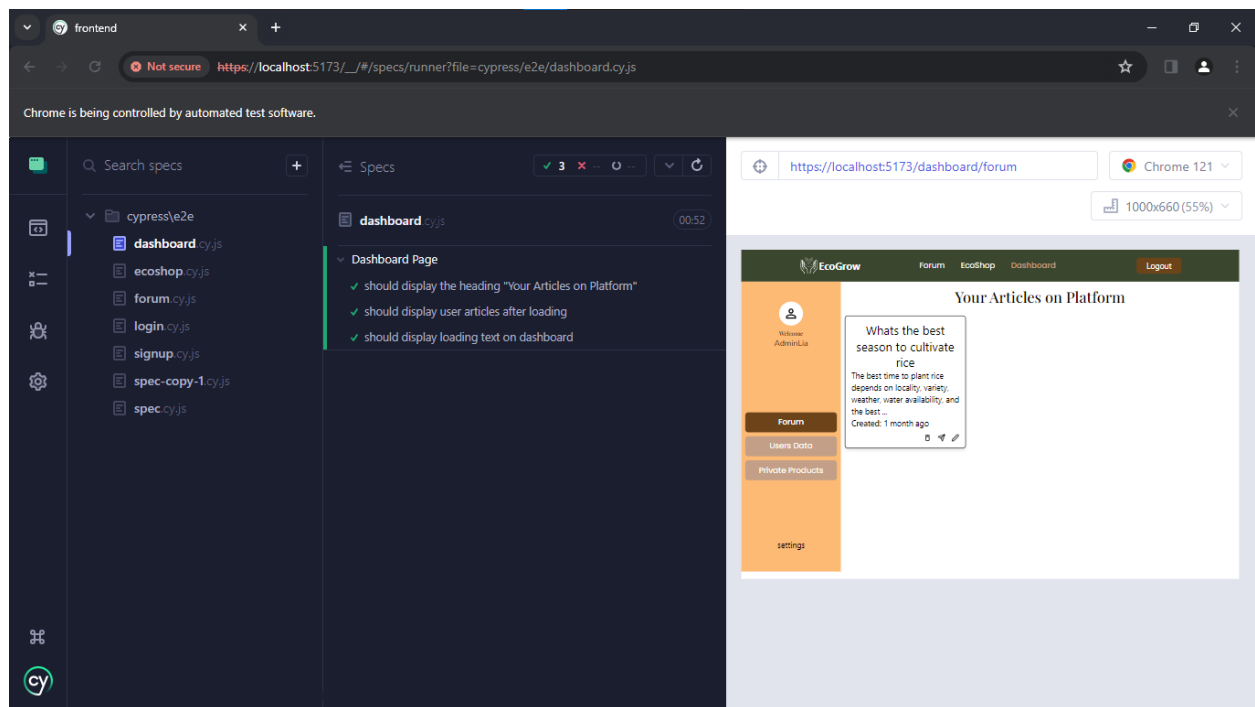 frontend
Not secure https://localhost:5173/__/#/specs/runner?file=cypress/e2e/dashboard.cy.js
Chrome is being controlled by automated test software.
Search specs
+
cypress\e2e
dashboard.cy.js
ecoshop.cy.js
forum.cy.js
login.cy.js
signup.cy.js
spec-copy-1.cy.js
spec.cy.js
cy
Specs
3 -- --
dashboard.cy.js 00:52
Dashboard Page
should display the heading "Your Articles on Platform"
should display user articles after loading
should display loading text on dashboard
https://localhost:5173/dashboard/forum
Chrome 121
1000x660 (55%)
EcoGrow Forum EcoShop Dashboard Logout
Welcome
AdminLia
Forum
Users Data
Private Products
settings
Your Articles on Platform
Whats the best
season to cultivate
rice
The best time to plant rice
depends on locality, variety,
weather, water availability, and
the best ...
Created: 1 month ago